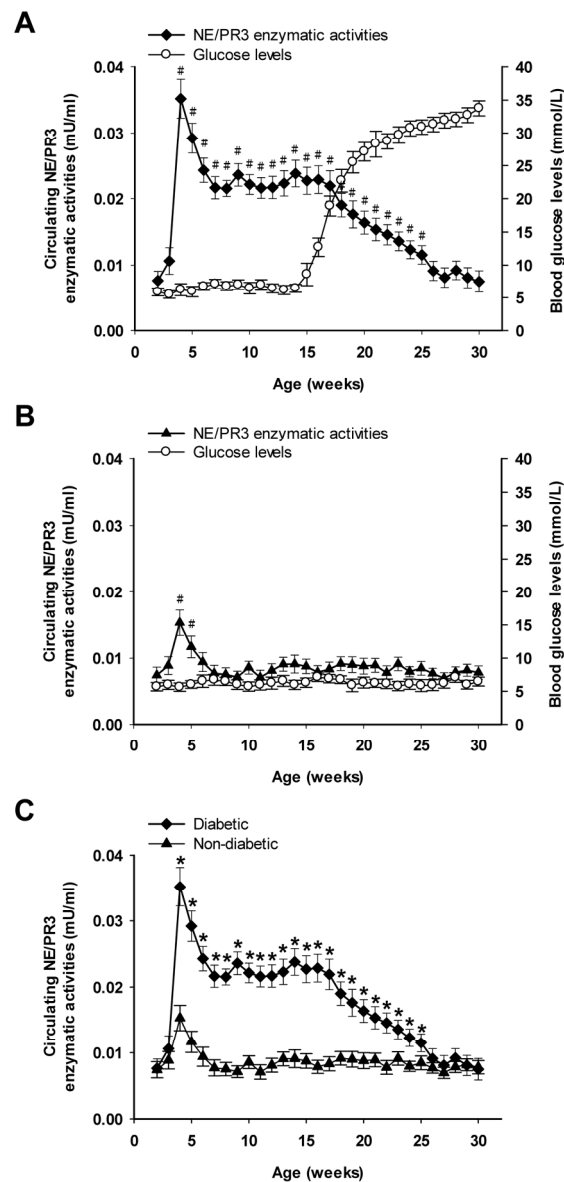 A
NE/PR3 enzymatic activities
Glucose levels
Circulating NE/PR3
enzymatic activities (mU/ml)
0.04
0.03
0.02
0.01
0.00
# # # # # # # # # # # # # # # # # # # # # #
40
35
30
25
20
15
10
5
0
Blood glucose levels (mmol/L)
0 5 10 15 20 25 30
Age (weeks)
B
NE/PR3 enzymatic activities
Glucose levels
Circulating NE/PR3
enzymatic activities (mU/ml)
0.04
0.03
0.02
0.01
0.00
# #
40
35
30
25
20
15
10
5
0
Blood glucose levels (mmol/L)
0 5 10 15 20 25 30
Age (weeks)
C
Diabetic
Non-diabetic
Circulating NE/PR3
enzymatic activities (mU/ml)
0.04
0.03
0.02
0.01
0.00
* * * * * * * * * * * * * * * * * * * * * *
0 5 10 15 20 25 30
Age (weeks)